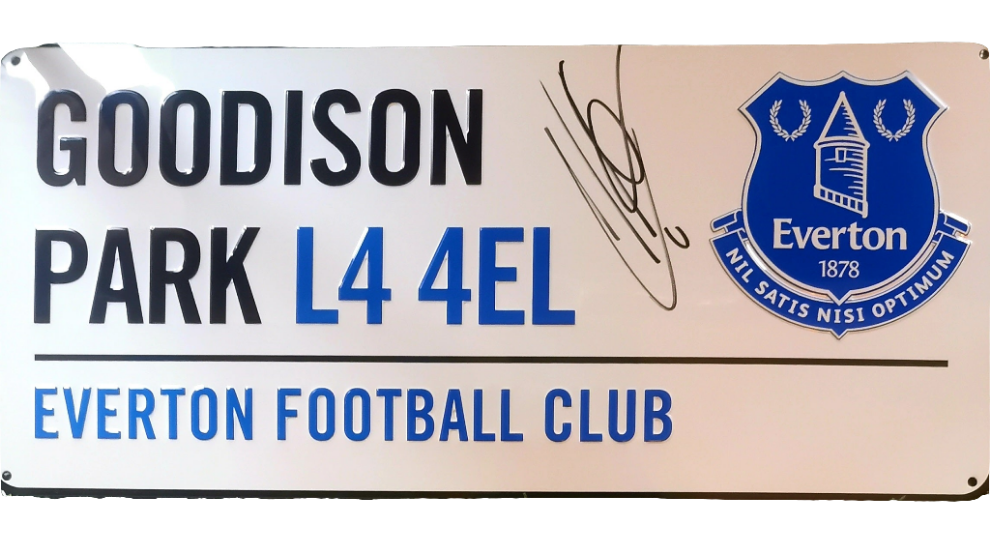 GOODISON
PARK L4 4EL
EVERTON FOOTBALL CLUB
Everton
1878
NIL SATIS NISI OPTIMUM